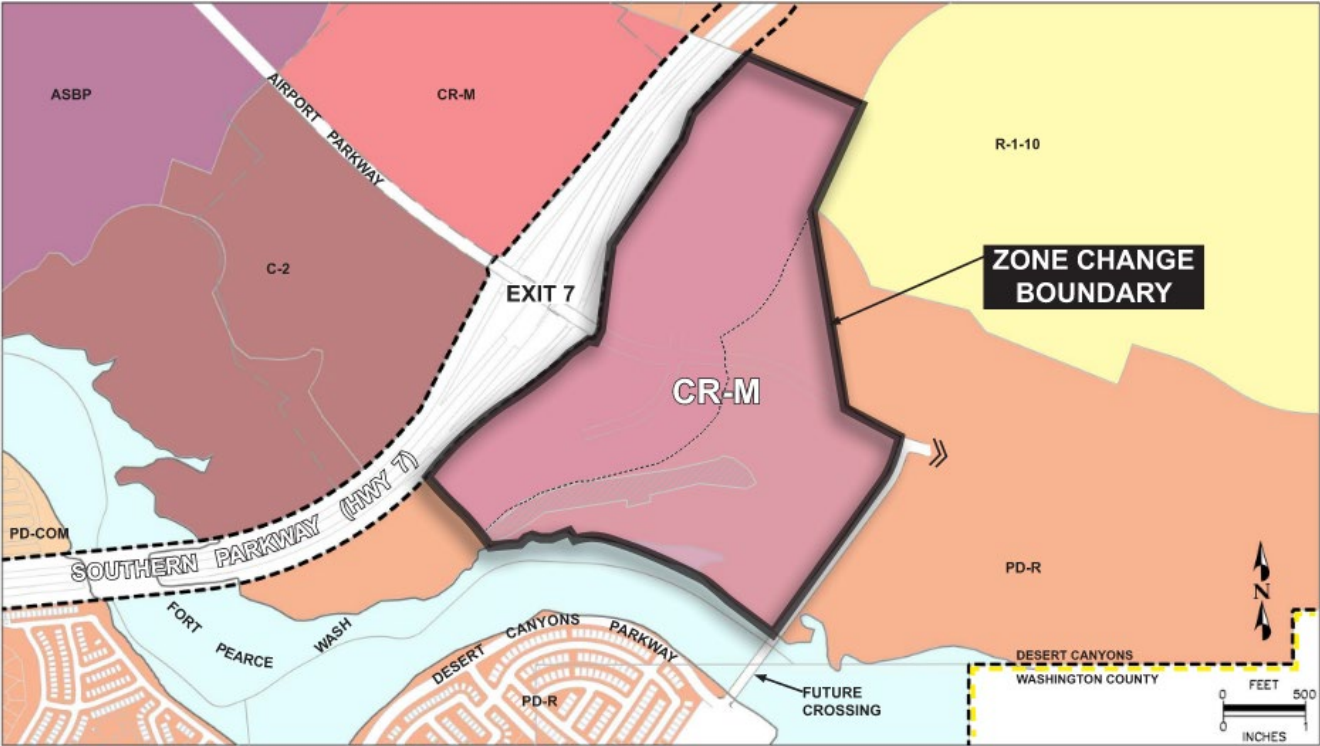 ASBP
AIRPORT PARKWAY
CR-M
R-1-10
C-2
EXIT 7
ZONE CHANGE
BOUNDARY
CR-M
PD-COM
SOUTHERN PARKWAY (HWY 7)
PD-R
N
FORT PEARCE WASH
DESERT CANYONS PARKWAY
PD-R
FUTURE
CROSSING
DESERT CANYONS
WASHINGTON COUNTY
FEET
0 500
0 1
INCHES